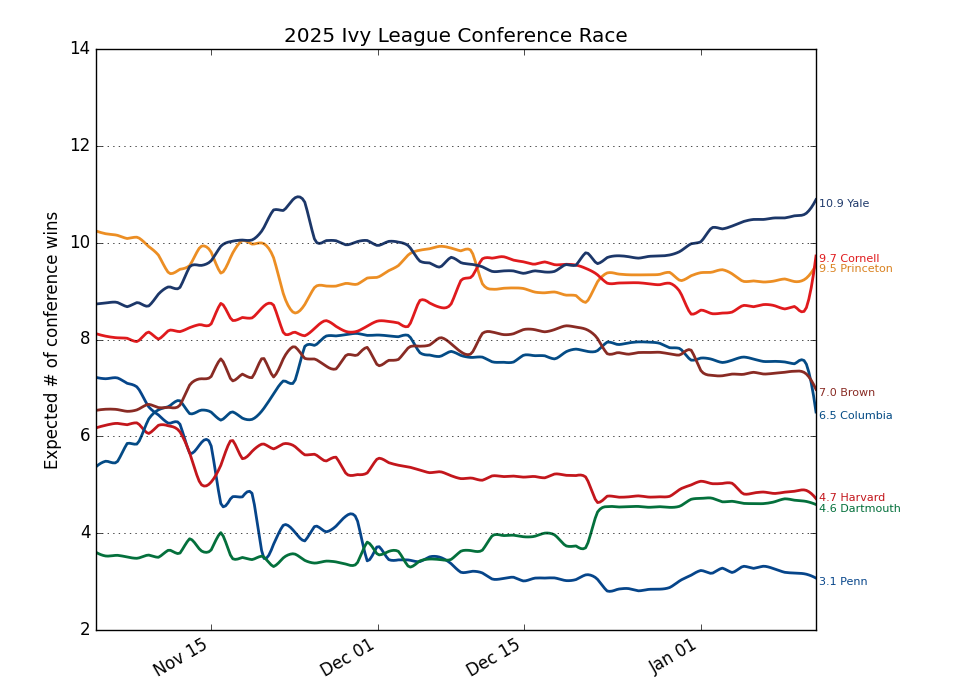 2025 Ivy League Conference Race
Expected # of conference wins
14
12
10
8
6
4
2
Nov 15
Dec 01
Dec 15
Jan 01
10.9 Yale
9.7 Cornell
9.5 Princeton
7.0 Brown
6.5 Columbia
4.7 Harvard
4.6 Dartmouth
3.1 Penn